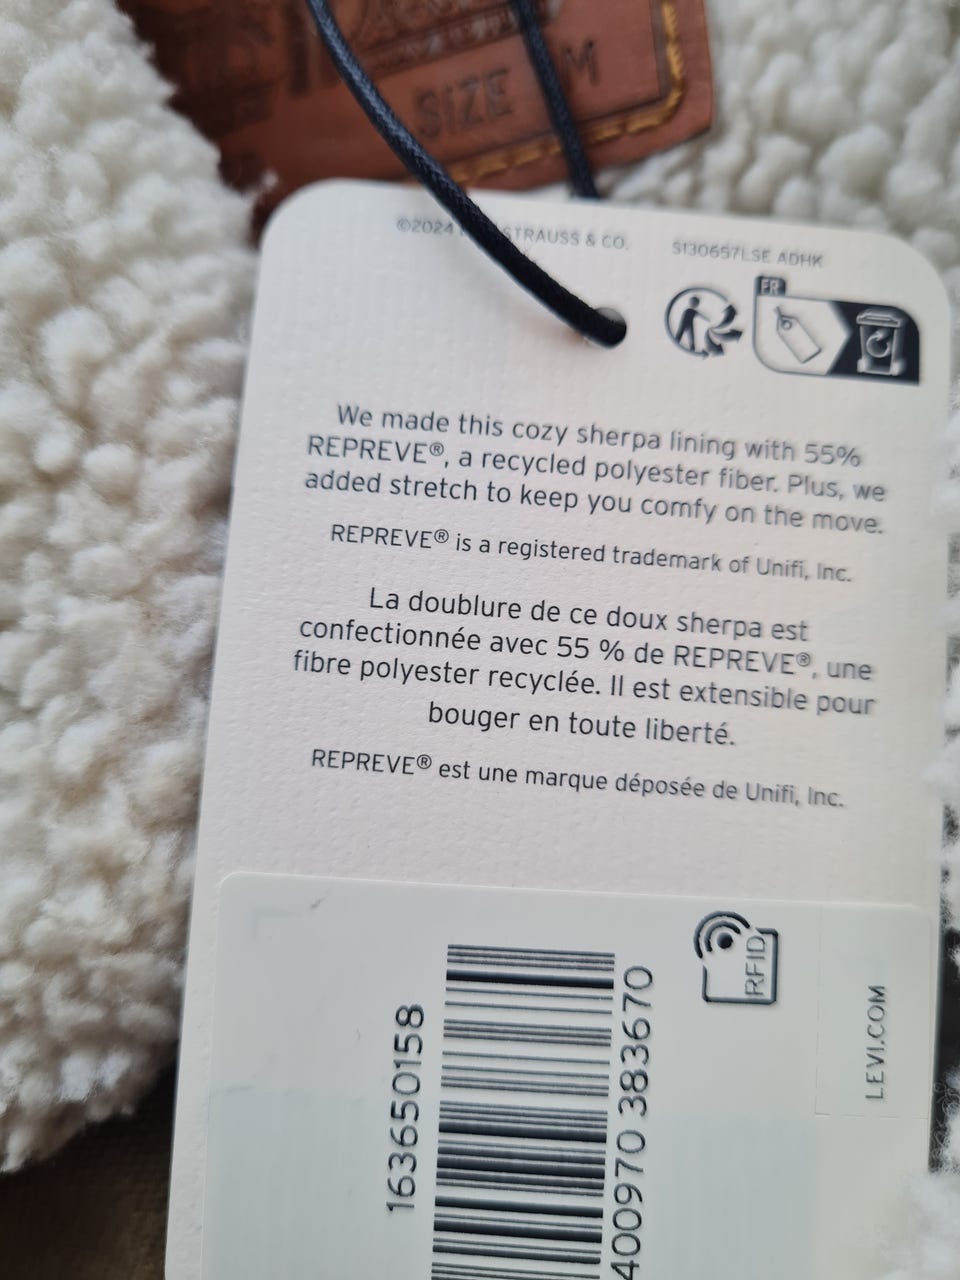 SIZE M
©2024 STRAUSS & CO. S130657LSE ADHK
FR
We made this cozy sherpa lining with 55%
REPREVE®, a recycled polyester fiber. Plus, we
added stretch to keep you comfy on the move.
REPREVE® is a registered trademark of Unifi, Inc.
La doublure de ce doux sherpa est
confectionnée avec 55 % de REPREVE®, une
fibre polyester recyclée. Il est extensible pour
bouger en toute liberté.
REPREVE® est une marque déposée de Unifi, Inc.
163650158
400970 383670
RFID
LEVI.COM